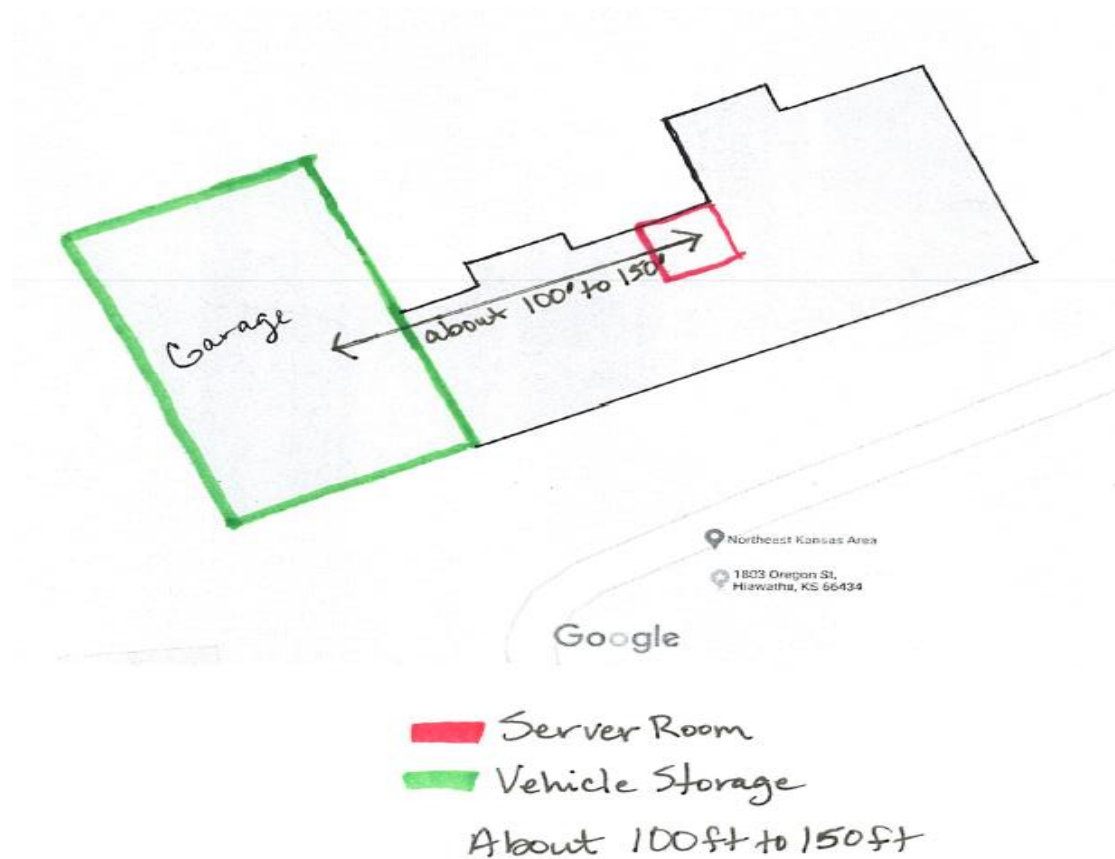 Garage
about 100' to 150'
Northeast Kansas Area
1803 Oregon St,
Hiawatha, KS 66434
Google
Server Room
Vehicle Storage
About 100ft to 150ft